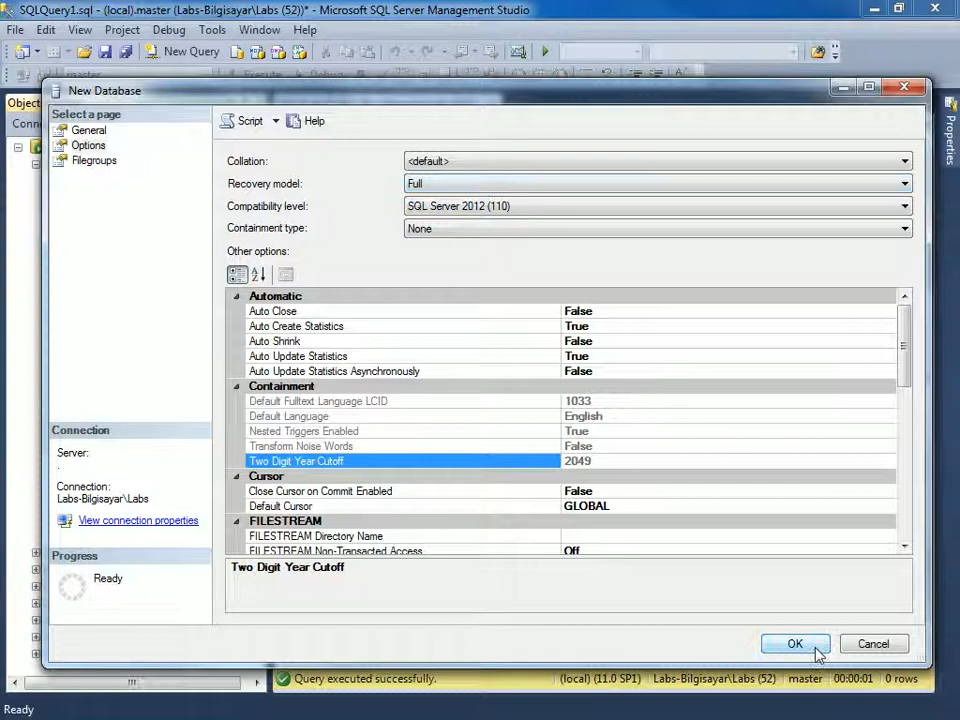 SQLQuery1.sql - (local).master (Labs-Bilgisayar\Labs (52))* - Microsoft SQL Server Management Studio
File Edit View Project Debug Tools Window Help
New Query
New Database
Object
Select a page
Script Help
Conne
General
Options
Filegroups
Properties
Collation: <default>
Recovery model: Full
Compatibility level: SQL Server 2012 (110)
Containment type: None
Other options:
Automatic
Auto Close False
Auto Create Statistics True
Auto Shrink False
Auto Update Statistics True
Auto Update Statistics Asynchronously False
Containment
Default Fulltext Language LCID 1033
Default Language English
Nested Triggers Enabled True
Transform Noise Words False
Two Digit Year Cutoff 2049
Cursor
Close Cursor on Commit Enabled False
Default Cursor GLOBAL
FILESTREAM
FILESTREAM Directory Name
FILESTREAM Non-Transacted Access Off
Two Digit Year Cutoff
Connection
Server:
.
Connection:
Labs-Bilgisayar\Labs
View connection properties
Progress
Ready
OK Cancel
Query executed successfully. (local) (11.0 SP1) Labs-Bilgisayar\Labs (52) master 00:00:01 0 rows
Ready